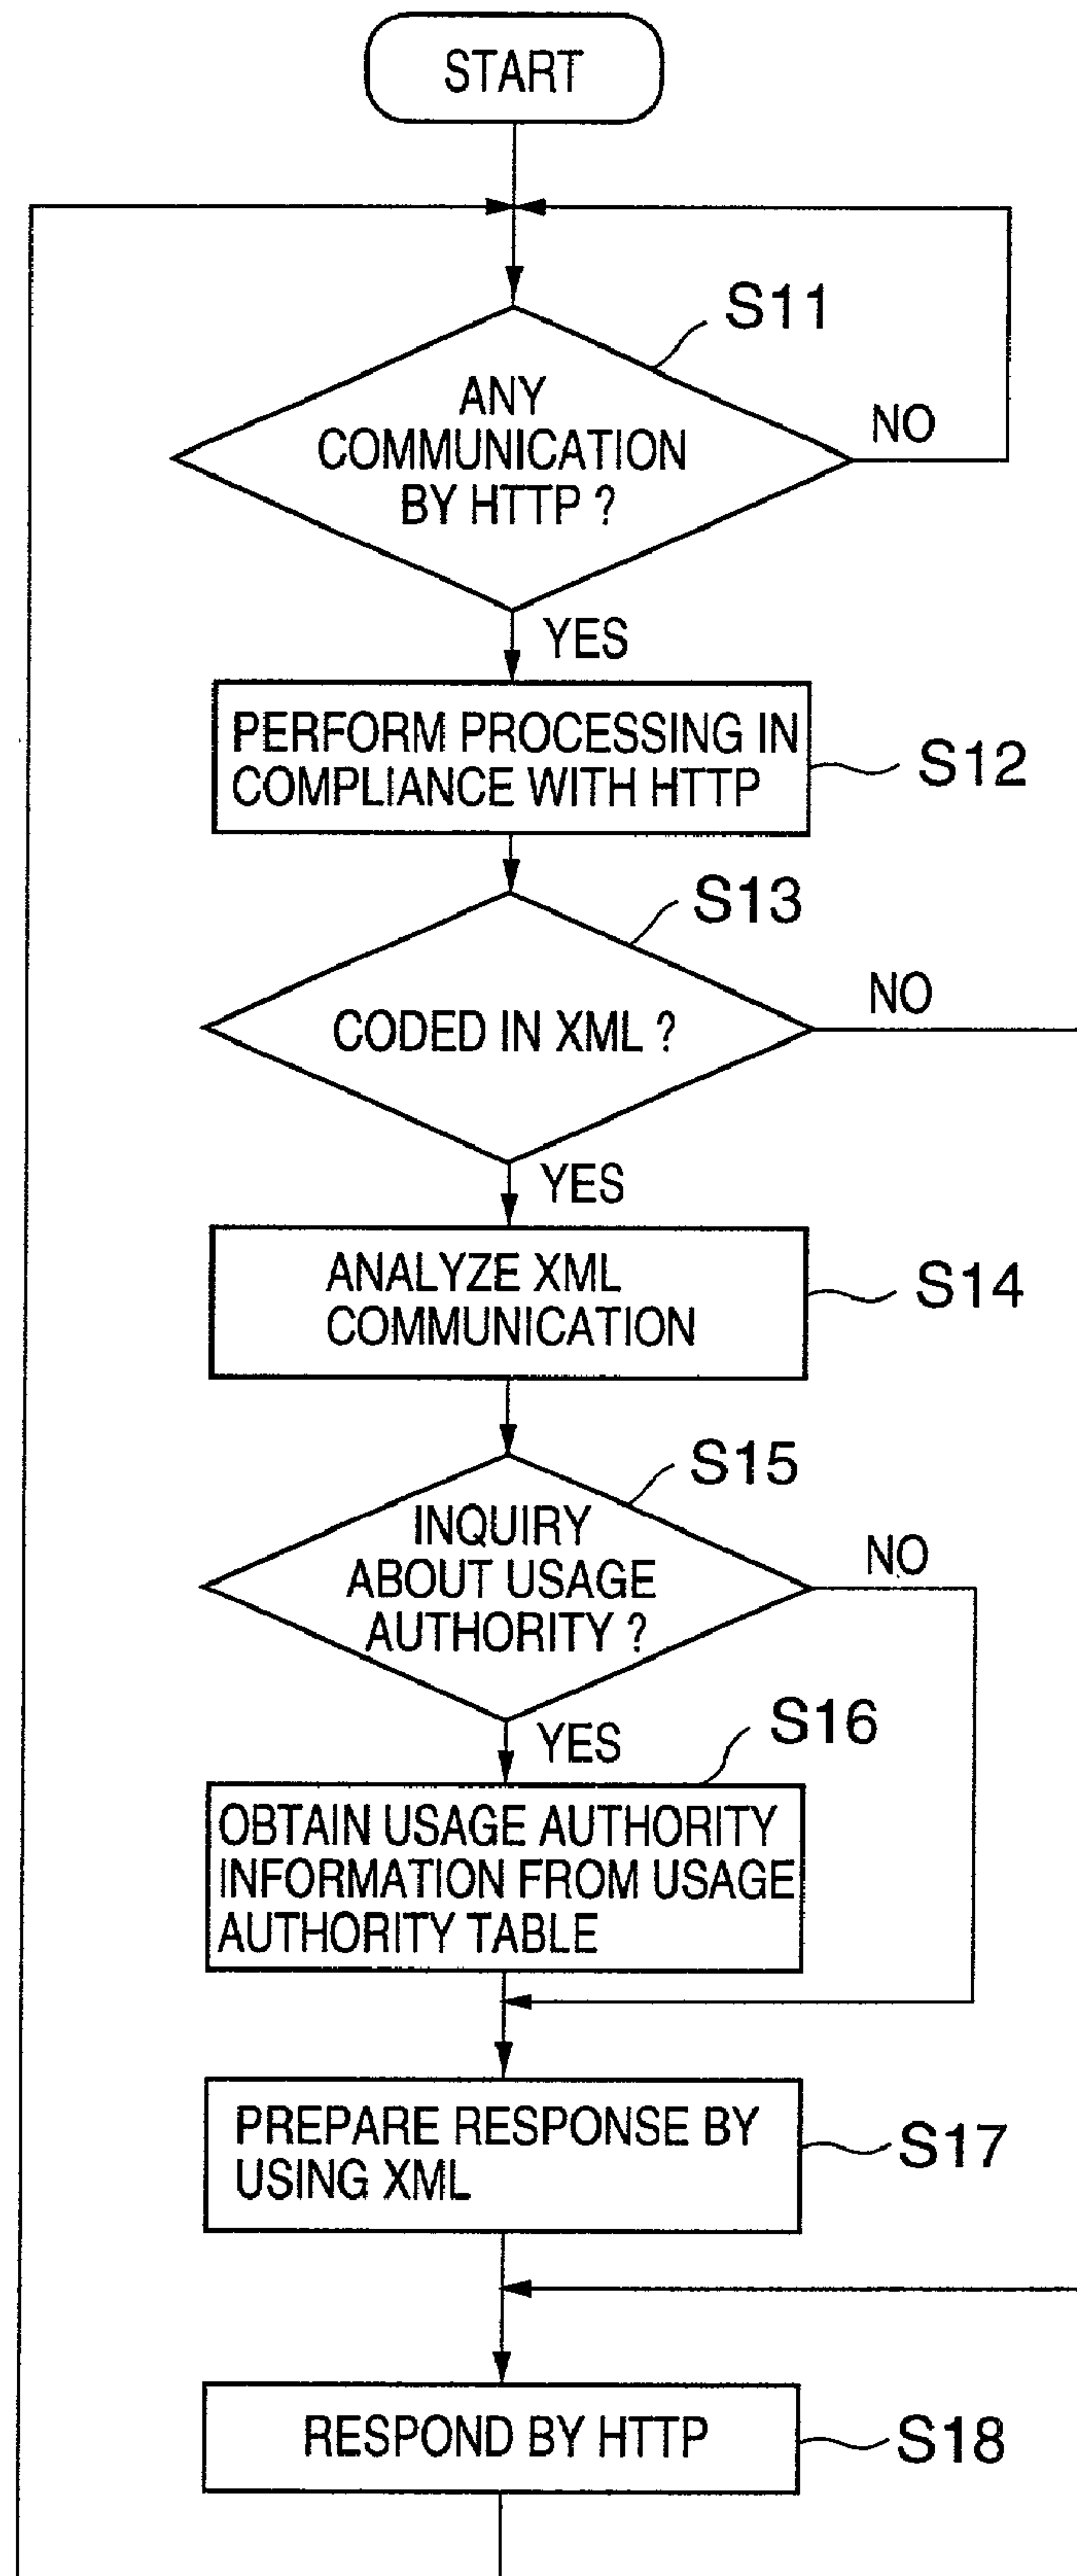 START
S11
ANY
COMMUNICATION
BY HTTP ?
NO
YES
PERFORM PROCESSING IN
COMPLIANCE WITH HTTP
S12
S13
CODED IN XML ?
NO
YES
ANALYZE XML
COMMUNICATION
S14
S15
INQUIRY
ABOUT USAGE
AUTHORITY ?
NO
YES
S16
OBTAIN USAGE AUTHORITY
INFORMATION FROM USAGE
AUTHORITY TABLE
PREPARE RESPONSE BY
USING XML
S17
RESPOND BY HTTP
S18